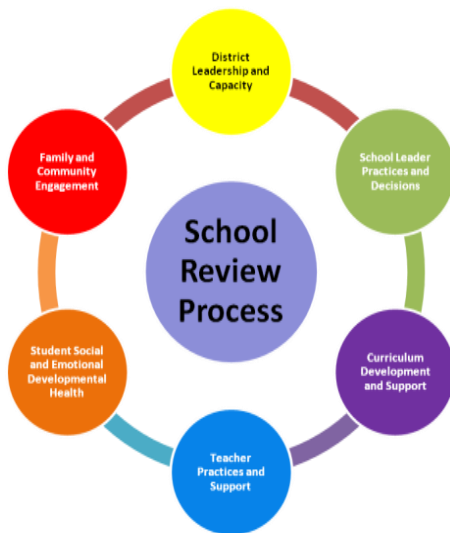 District
Leadership and
Capacity
School Leader
Practices and
Decisions
Curriculum
Development
and Support
Teacher
Practices and
Support
Student Social
and Emotional
Developmental
Health
Family and
Community
Engagement
School
Review
Process